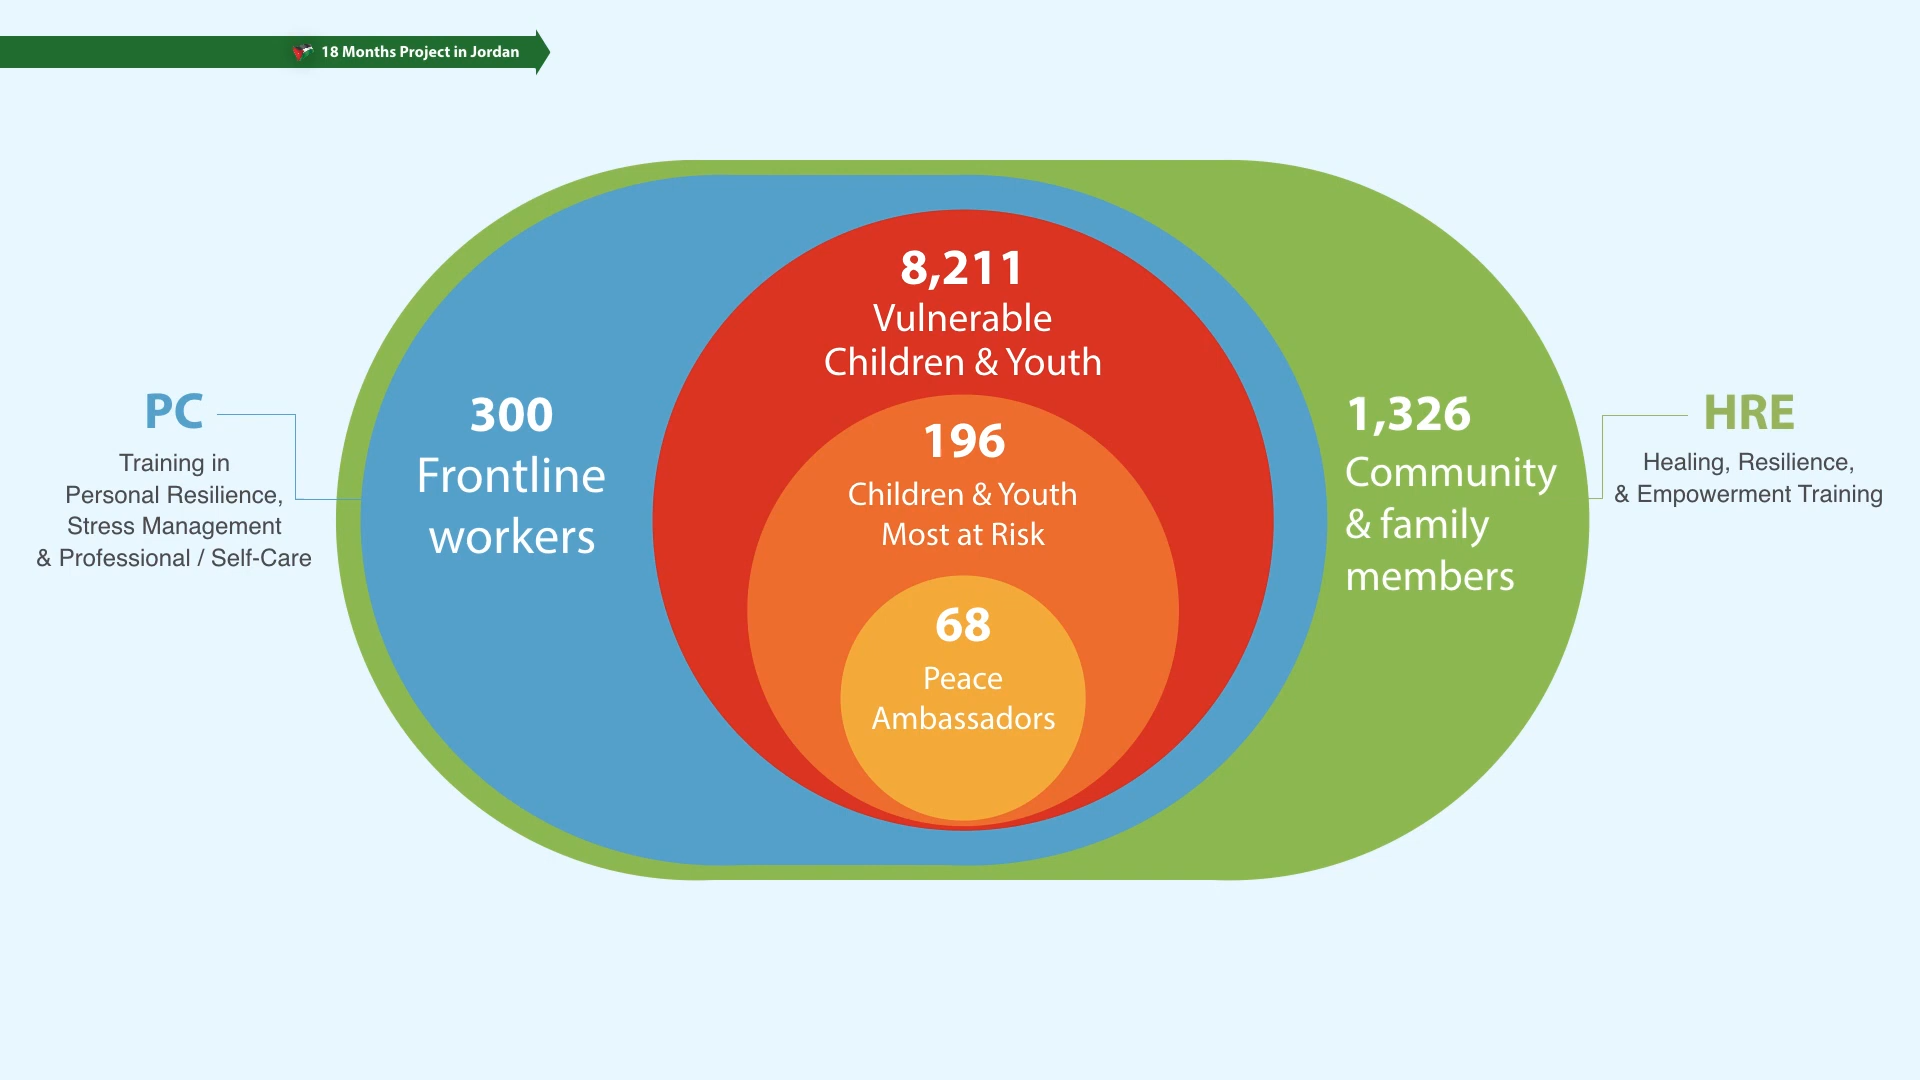 18 Months Project in Jordan
PC
Training in
Personal Resilience,
Stress Management
& Professional / Self-Care
300
Frontline
workers
8,211
Vulnerable
Children & Youth
196
Children & Youth
Most at Risk
68
Peace
Ambassadors
1,326
Community
& family
members
HRE
Healing, Resilience,
& Empowerment Training